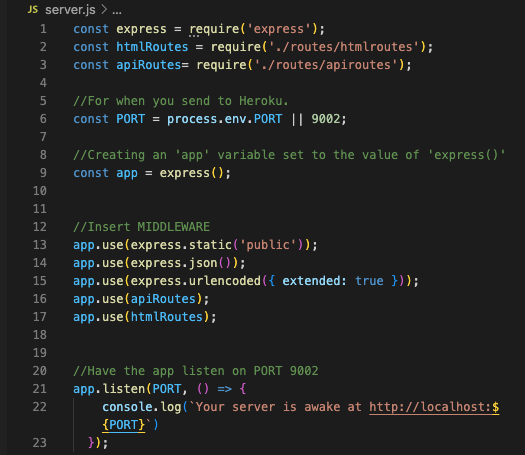 JS server.js > ...
1 const express = require('express');
2 const htmlRoutes = require('./routes/htmlroutes');
3 const apiRoutes= require('./routes/apiroutes');
4
5 //For when you send to Heroku.
6 const PORT = process.env.PORT || 9002;
7
8 //Creating an 'app' variable set to the value of 'express()'
9 const app = express();
10
11
12 //Insert MIDDLEWARE
13 app.use(express.static('public'));
14 app.use(express.json());
15 app.use(express.urlencoded({ extended: true }));
16 app.use(apiRoutes);
17 app.use(htmlRoutes);
18
19
20 //Have the app listen on PORT 9002
21 app.listen(PORT, () => {
22 console.log(`Your server is awake at http://localhost:$
{PORT}`)
23 });